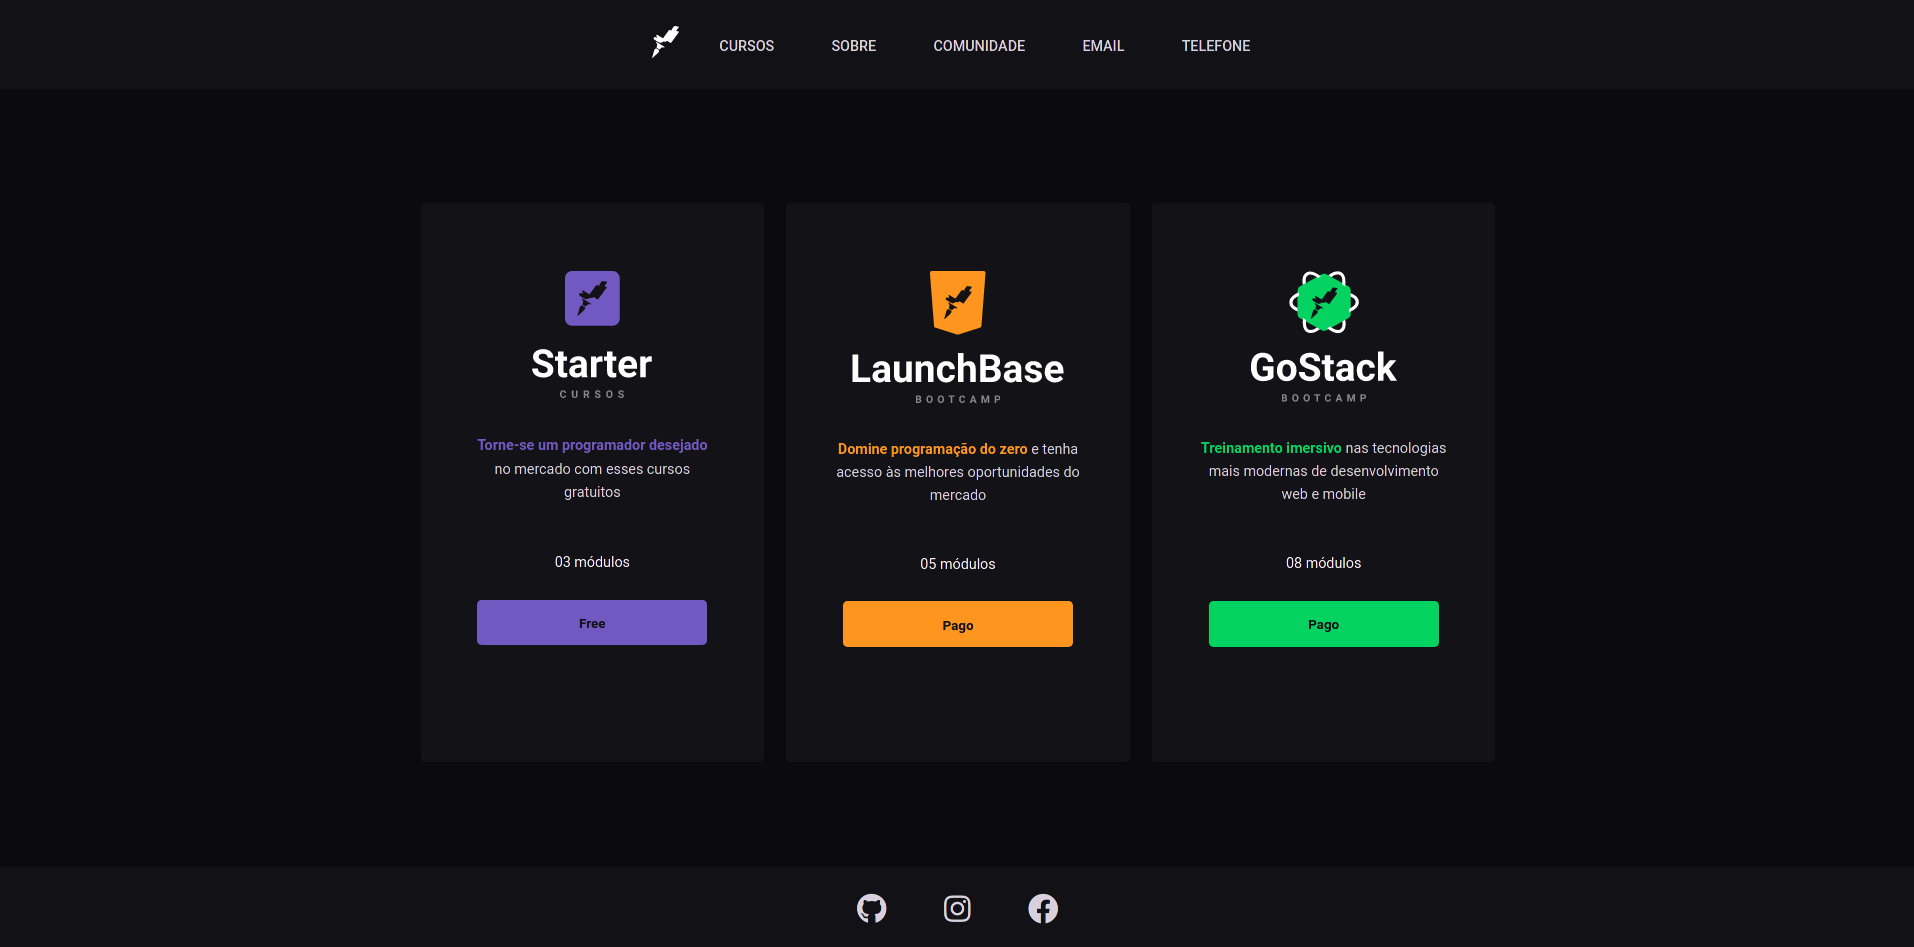 CURSOS SOBRE COMUNIDADE EMAIL TELEFONE
Starter
CURSOS
Torne-se um programador desejado
no mercado com esses cursos
gratuitos
03 módulos
Free
LaunchBase
BOOTCAMP
Domine programação do zero e tenha
acesso às melhores oportunidades do
mercado
05 módulos
Pago
GoStack
BOOTCAMP
Treinamento imersivo nas tecnologias
mais modernas de desenvolvimento
web e mobile
08 módulos
Pago